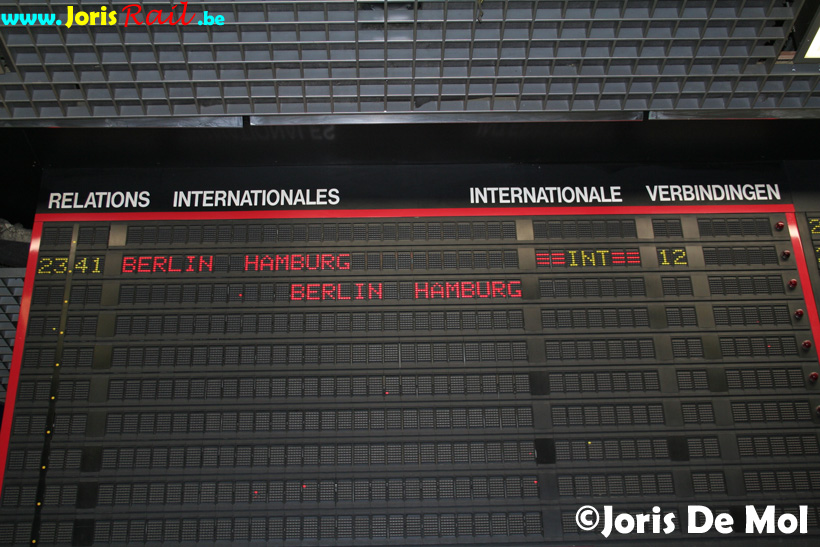 www.JorisRail.be
RELATIONS INTERNATIONALES INTERNATIONALE VERBINDINGEN
23.41 BERLIN HAMBURG INT 12
BERLIN HAMBURG
©Joris De Mol